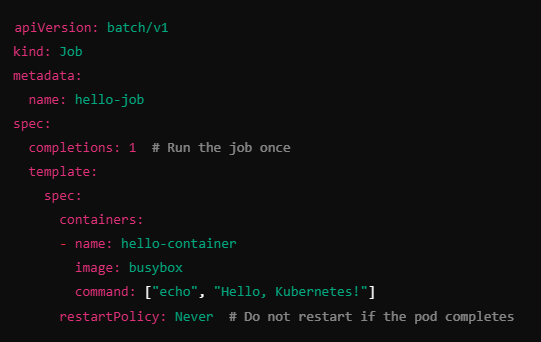 apiVersion: batch/v1
kind: Job
metadata:
  name: hello-job
spec:
  completions: 1  # Run the job once
  template:
    spec:
      containers:
      - name: hello-container
        image: busybox
        command: ["echo", "Hello, Kubernetes!"]
      restartPolicy: Never  # Do not restart if the pod completes